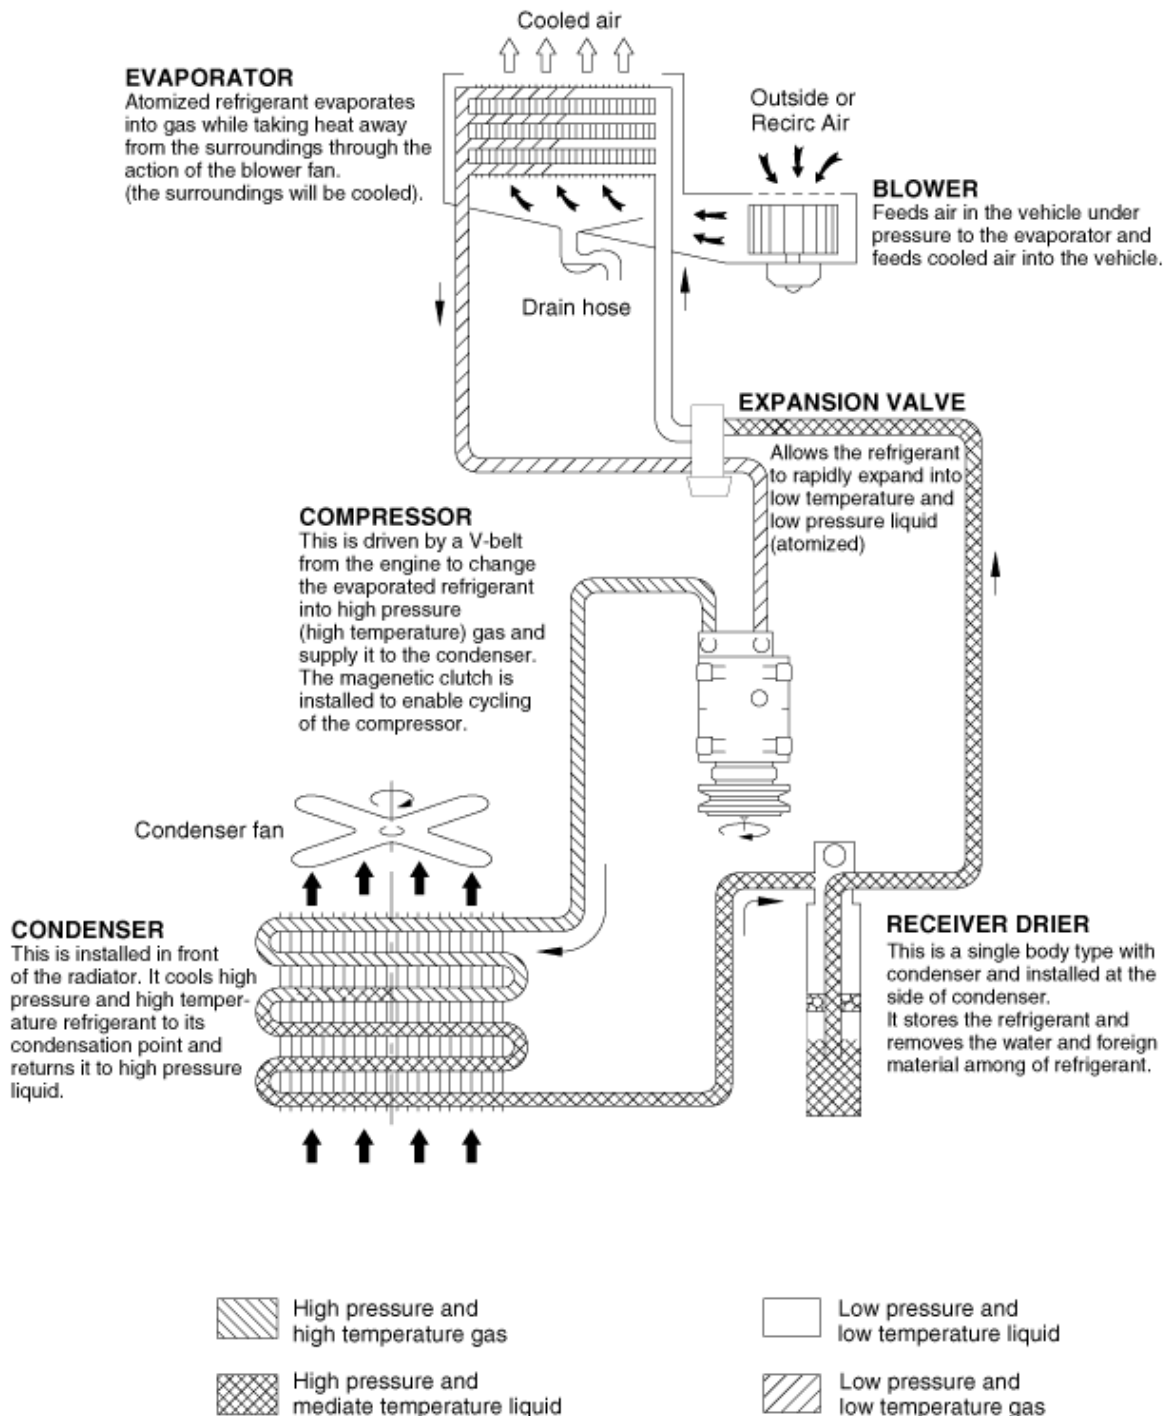 Cooled air
EVAPORATOR
Atomized refrigerant evaporates
into gas while taking heat away
from the surroundings through the
action of the blower fan.
(the surroundings will be cooled).
Outside or
Recirc Air
BLOWER
Feeds air in the vehicle under
pressure to the evaporator and
feeds cooled air into the vehicle.
Drain hose
EXPANSION VALVE
Allows the refrigerant
to rapidly expand into
low temperature and
low pressure liquid
(atomized)
COMPRESSOR
This is driven by a V-belt
from the engine to change
the evaporated refrigerant
into high pressure
(high temperature) gas and
supply it to the condenser.
The magenetic clutch is
installed to enable cycling
of the compressor.
Condenser fan
CONDENSER
This is installed in front
of the radiator. It cools high
pressure and high temper-
ature refrigerant to its
condensation point and
returns it to high pressure
liquid.
RECEIVER DRIER
This is a single body type with
condenser and installed at the
side of condenser.
It stores the refrigerant and
removes the water and foreign
material among of refrigerant.
High pressure and
high temperature gas
Low pressure and
low temperature liquid
High pressure and
mediate temperature liquid
Low pressure and
low temperature gas